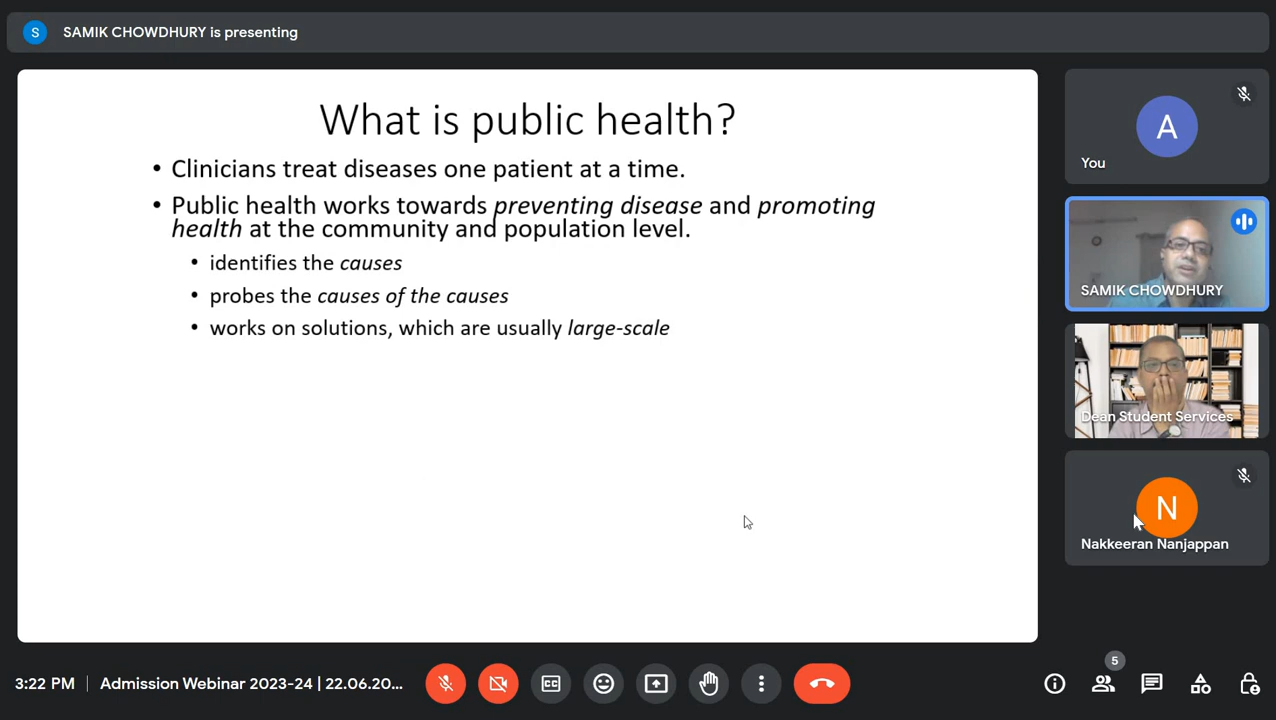 S
SAMIK CHOWDHURY is presenting
What is public health?
• Clinicians treat diseases one patient at a time.
• Public health works towards preventing disease and promoting
health at the community and population level.
• identifies the causes
• probes the causes of the causes
• works on solutions, which are usually large-scale
A
You
SAMIK CHOWDHURY
Dean Student Services
N
Nakkeeran Nanjappan
3:22 PM
Admission Webinar 2023-24 | 22.06.20...
CC
5